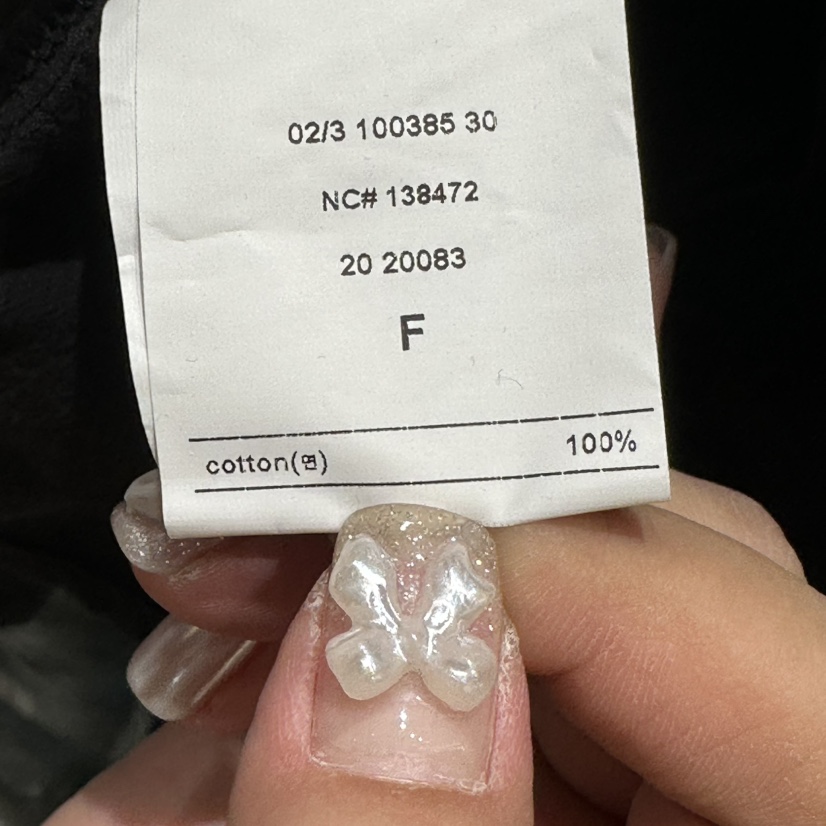 02/3 100385 30
NC# 138472
20 20083
F
cotton(면) 100%